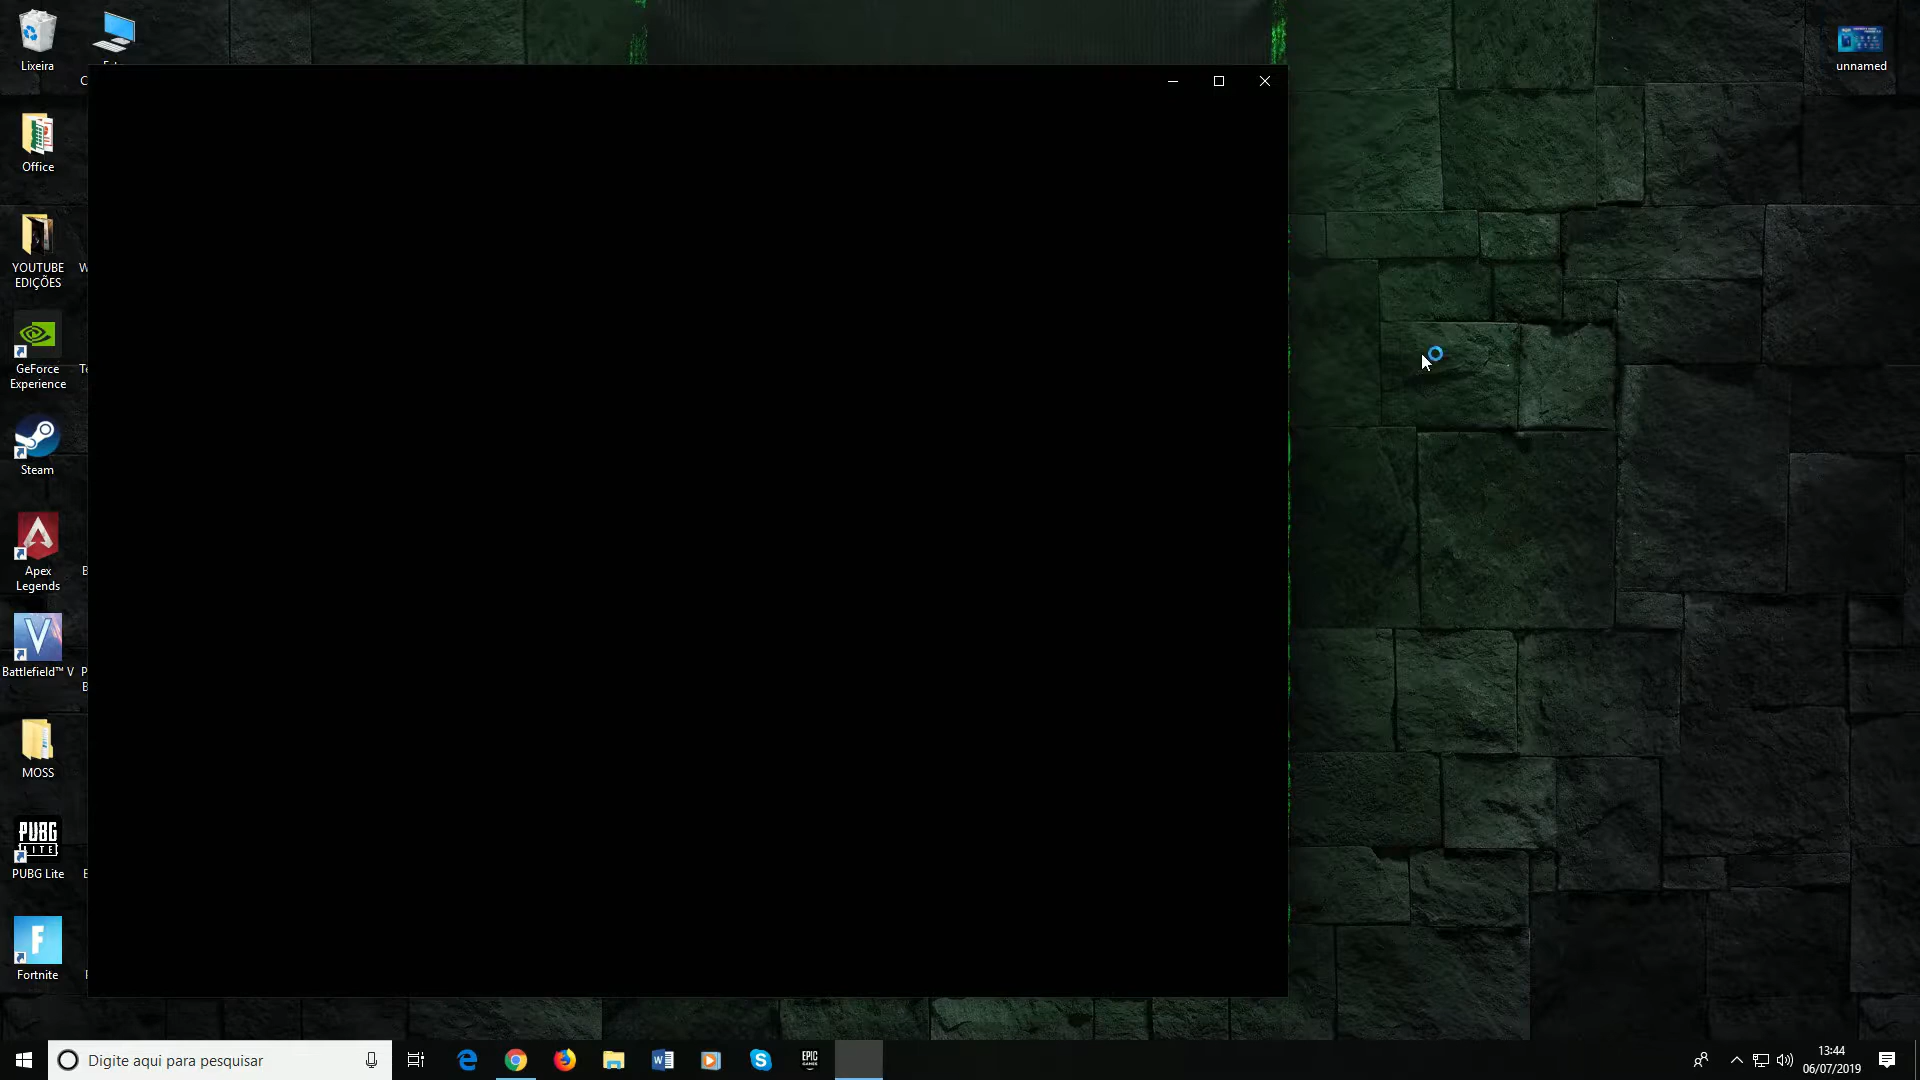 Lixeira
Office
YOUTUBE
EDIÇÕES
GeForce
Experience
Steam
Apex
Legends
Battlefield™ V
MOSS
PUBG
LITE
PUBG Lite
F
Fortnite
unnamed
Digite aqui para pesquisar
EPIC
GAMES
13:44
06/07/2019